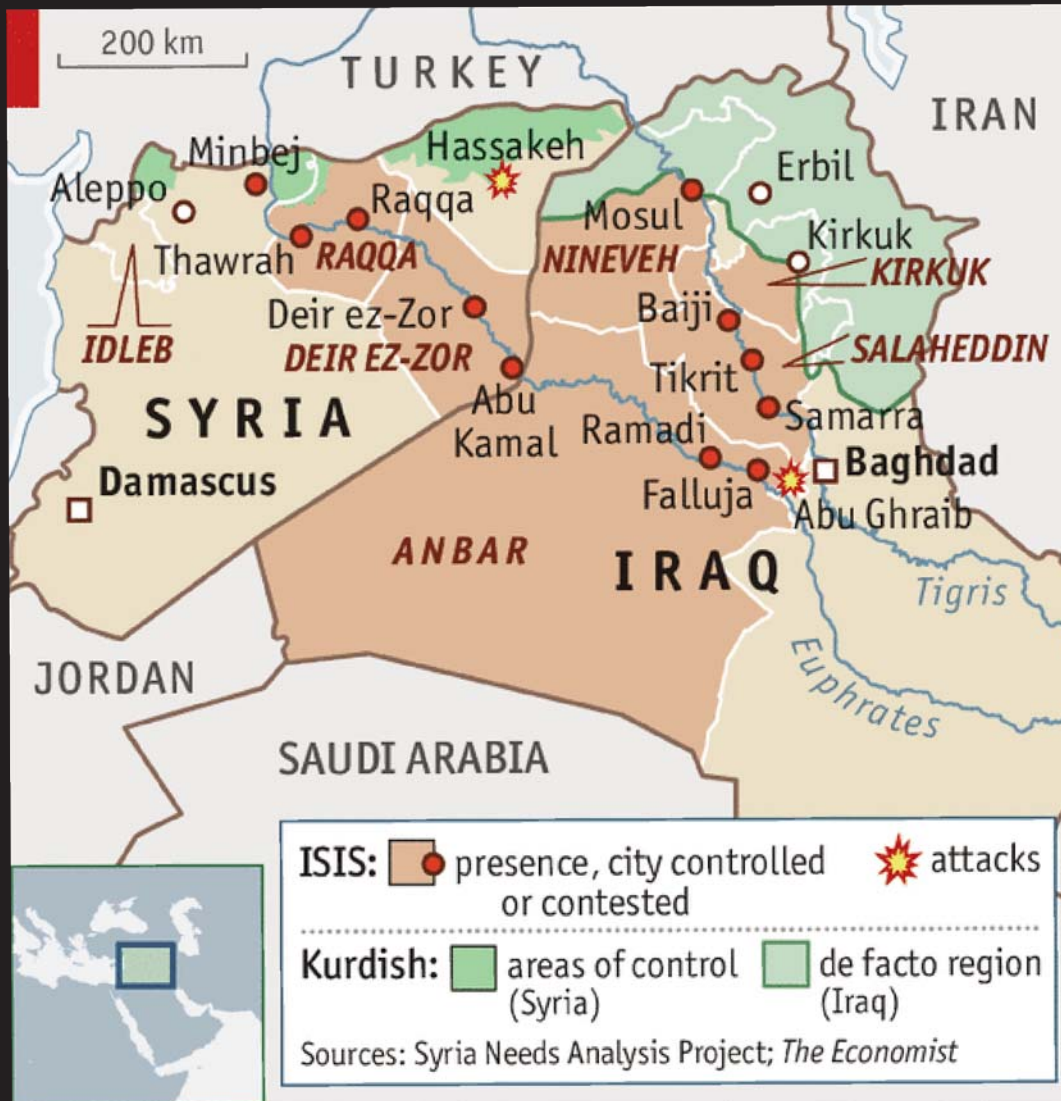 200 km
TURKEY
IRAN
Minbej
Hassakeh
Aleppo
Raqqa
Erbil
Mosul
Thawrah
RAQQA
NINEVEH
Kirkuk
KIRKUK
Deir ez-Zor
Baiji
IDLEB
DEIR EZ-ZOR
SALAHEDDIN
Tikrit
SYRIA
Abu
Kamal
Ramadi
Samarra
Damascus
Baghdad
Falluja
Abu Ghraib
ANBAR
IRAQ
Tigris
JORDAN
Euphrates
SAUDI ARABIA
ISIS: presence, city controlled
or contested
attacks
Kurdish: areas of control
(Syria)
de facto region
(Iraq)
Sources: Syria Needs Analysis Project; The Economist